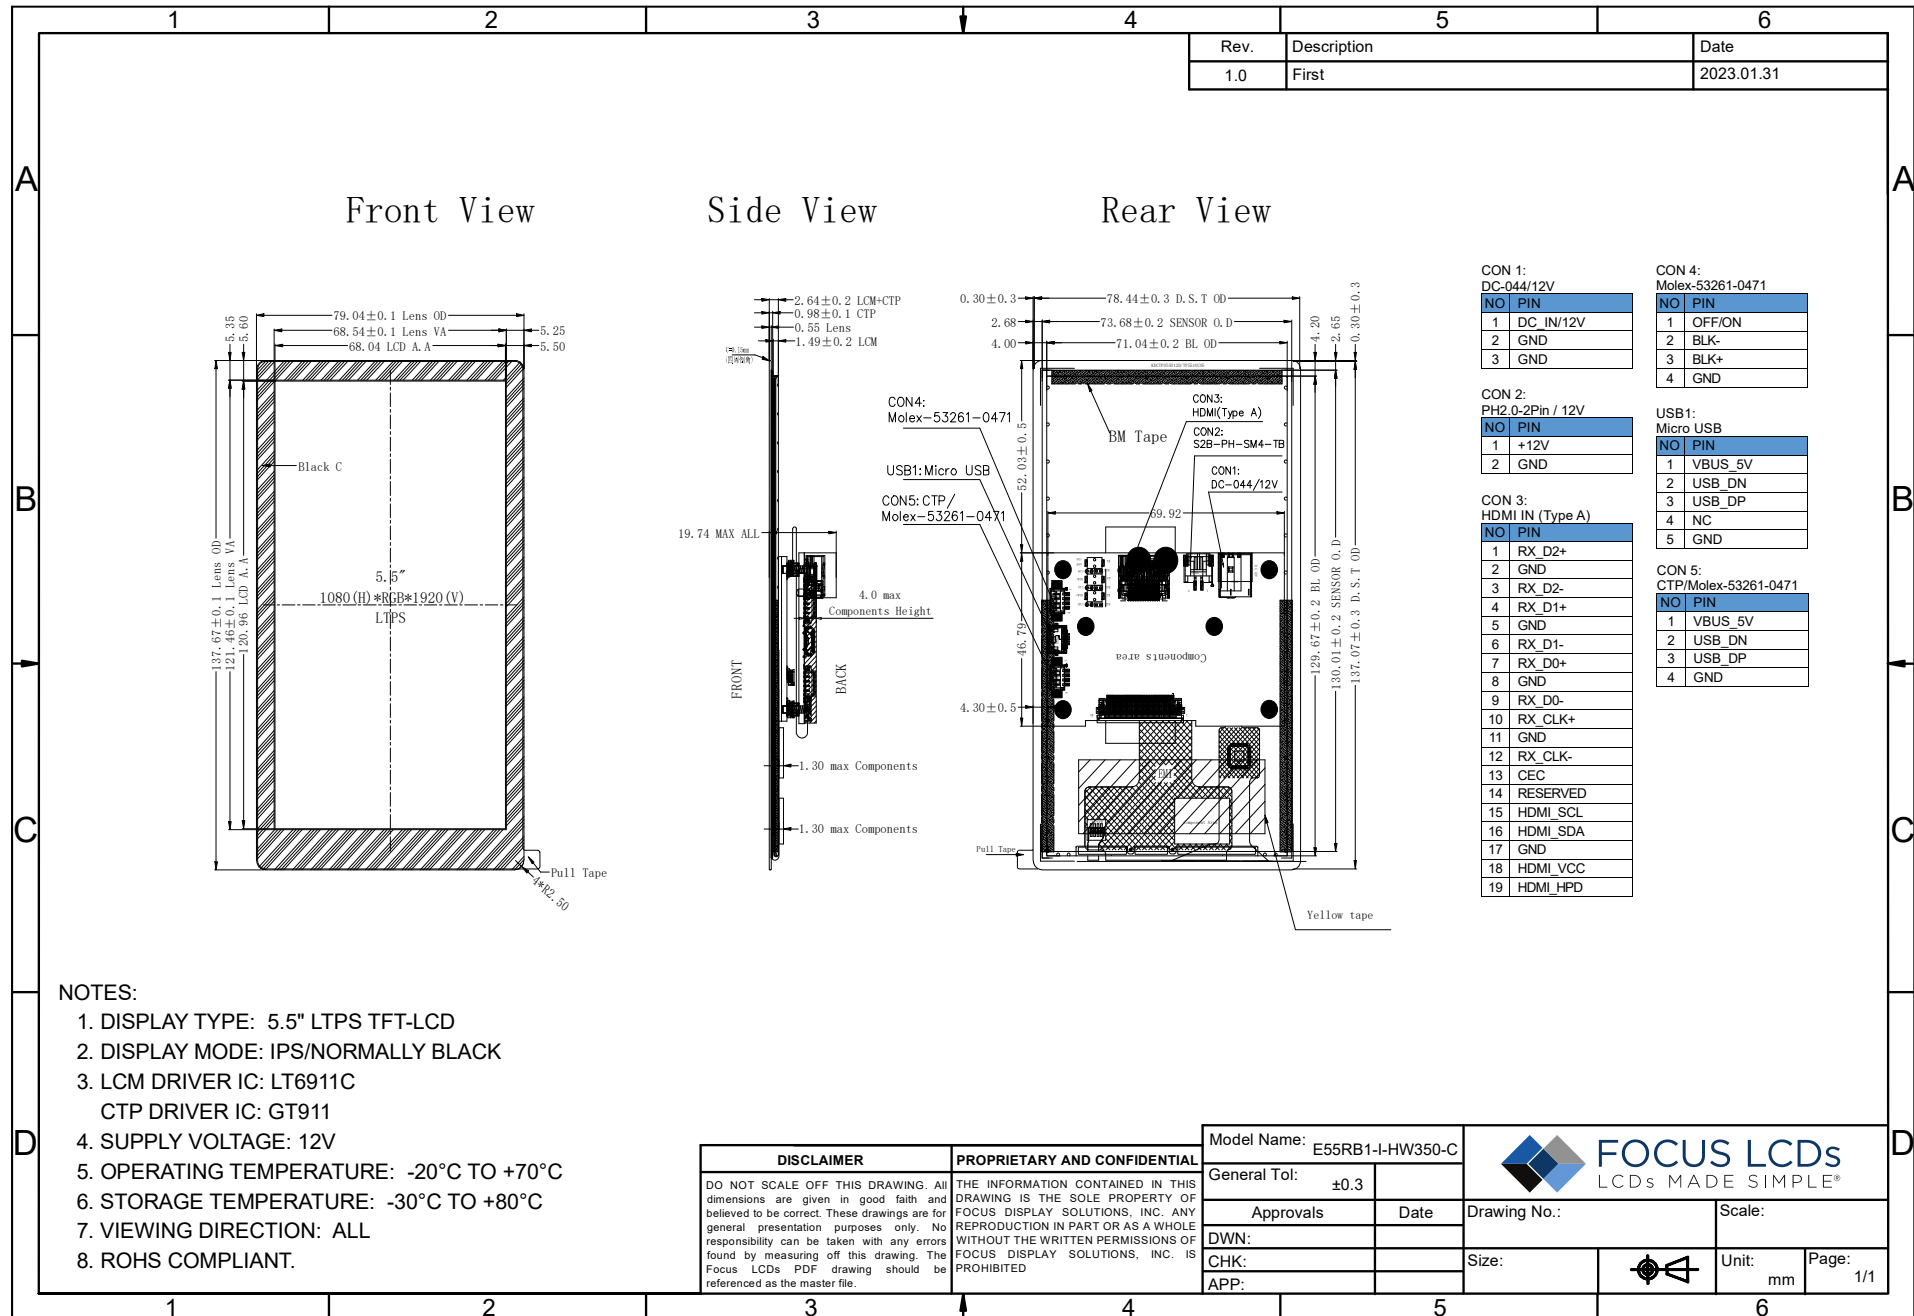 1 2 3 4 5 6
Rev. Description Date
1.0 First 2023.01.31
A A
B B
C C
D D
Front View
Side View
Rear View
79.04±0.1 Lens OD
68.54±0.1 Lens VA
68.04 LCD A.A
5.35
5.60
5.25
5.50
Black C
5.5"
1080(H)*RGB*1920(V)
LTPS
137.67±0.1 Lens OD
121.46±0.1 Lens VA
120.96 LCD A.A
Pull Tape
4*R2.50
2.64±0.2 LCM+CTP
0.98±0.1 CTP
0.55 Lens
1.49±0.2 LCM
19.74 MAX ALL
4.0 max
Components Height
FRONT
BACK
1.30 max Components
1.30 max Components
CON4:
Molex-53261-0471
USB1:Micro USB
CON5:CTP/
Molex-53261-0471
0.30±0.3
78.44±0.3 D.S.T OD
2.68
73.68±0.2 SENSOR O.D
4.00
71.04±0.2 BL OD
4.20
2.65
0.30±0.3
52.03±0.5
BM Tape
CON3:
HDMI(Type A)
CON2:
S2B-PH-SM4-TB
CON1:
DC-044/12V
69.92
46.79
4.30±0.5
Components area
129.67±0.2 BL OD
130.01±0.2 SENSOR O.D
137.07±0.3 D.S.T OD
EMI
Pull Tape
Yellow tape
CON 1:
DC-044/12V
NO PIN
1 DC_IN/12V
2 GND
3 GND
CON 2:
PH2.0-2Pin / 12V
NO PIN
1 +12V
2 GND
CON 3:
HDMI IN (Type A)
NO PIN
1 RX_D2+
2 GND
3 RX_D2-
4 RX_D1+
5 GND
6 RX_D1-
7 RX_D0+
8 GND
9 RX_D0-
10 RX_CLK+
11 GND
12 RX_CLK-
13 CEC
14 RESERVED
15 HDMI_SCL
16 HDMI_SDA
17 GND
18 HDMI_VCC
19 HDMI_HPD
CON 4:
Molex-53261-0471
NO PIN
1 OFF/ON
2 BLK-
3 BLK+
4 GND
USB1:
Micro USB
NO PIN
1 VBUS_5V
2 USB_DN
3 USB_DP
4 NC
5 GND
CON 5:
CTP/Molex-53261-0471
NO PIN
1 VBUS_5V
2 USB_DN
3 USB_DP
4 GND
NOTES:
1. DISPLAY TYPE: 5.5" LTPS TFT-LCD
2. DISPLAY MODE: IPS/NORMALLY BLACK
3. LCM DRIVER IC: LT6911C
CTP DRIVER IC: GT911
4. SUPPLY VOLTAGE: 12V
5. OPERATING TEMPERATURE: -20°C TO +70°C
6. STORAGE TEMPERATURE: -30°C TO +80°C
7. VIEWING DIRECTION: ALL
8. ROHS COMPLIANT.
DISCLAIMER
DO NOT SCALE OFF THIS DRAWING. All
dimensions are given in good faith and
believed to be correct. These drawings are for
general presentation purposes only. No
responsibility can be taken with any errors
found by measuring off this drawing. The
Focus LCDs PDF drawing should be
referenced as the master file.
PROPRIETARY AND CONFIDENTIAL
THE INFORMATION CONTAINED IN THIS
DRAWING IS THE SOLE PROPERTY OF
FOCUS DISPLAY SOLUTIONS, INC. ANY
REPRODUCTION IN PART OR AS A WHOLE
WITHOUT THE WRITTEN PERMISSIONS OF
FOCUS DISPLAY SOLUTIONS, INC. IS
PROHIBITED
Model Name: E55RB1-I-HW350-C
General Tol: ±0.3
Approvals Date
DWN:
CHK:
APP:
FOCUS LCDs
LCDs MADE SIMPLE®
Drawing No.: Scale:
Size: Unit: mm Page: 1/1
1 2 3 4 5 6